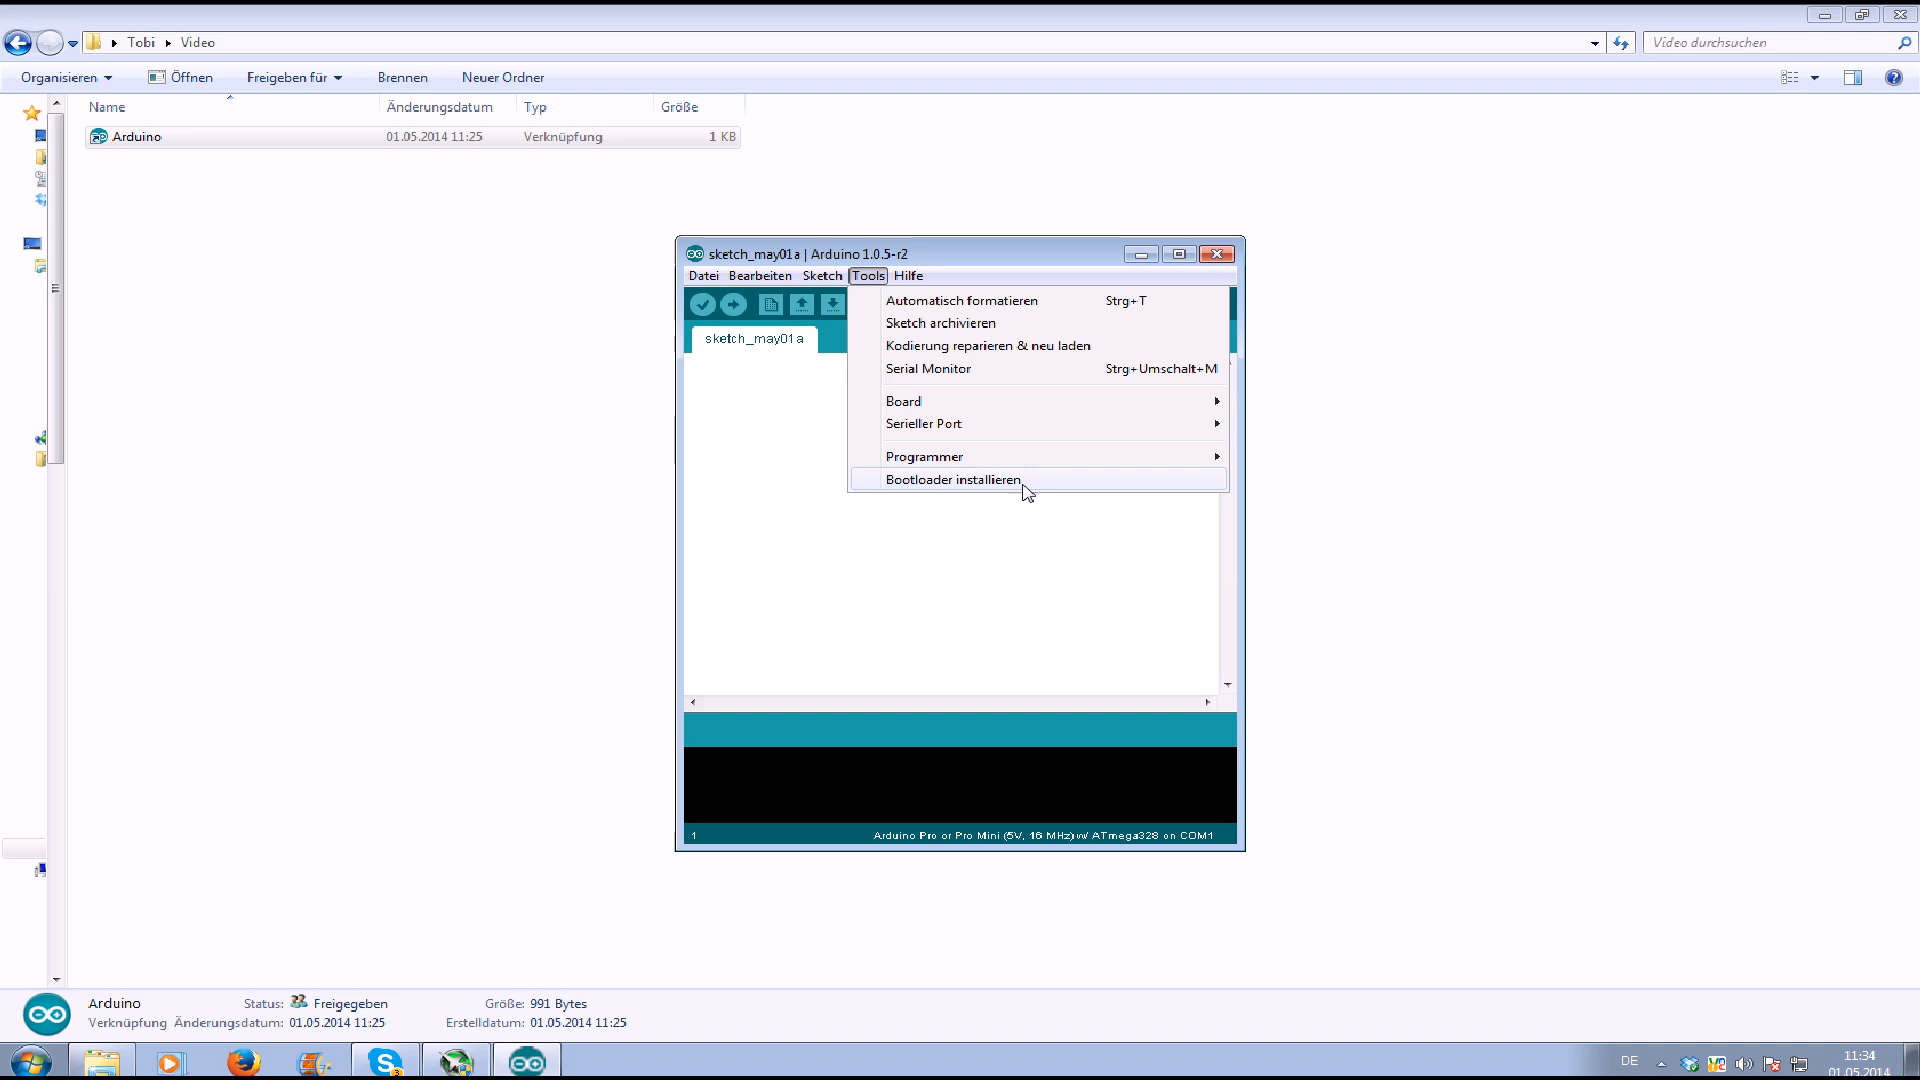 Tobi Video
Video durchsuchen
Organisieren Öffnen Freigeben für Brennen Neuer Ordner
Name Änderungsdatum Typ Größe
Arduino 01.05.2014 11:25 Verknüpfung 1 KB
sketch_may01a | Arduino 1.0.5-r2
Datei Bearbeiten Sketch Tools Hilfe
sketch_may01a
Automatisch formatieren Strg+T
Sketch archivieren
Kodierung reparieren & neu laden
Serial Monitor Strg+Umschalt+M
Board
Serieller Port
Programmer
Bootloader installieren
1 Arduino Pro or Pro Mini (5V, 16 MHz) w/ ATmega328 on COM1
Arduino Status: Freigegeben Größe: 991 Bytes
Verknüpfung Änderungsdatum: 01.05.2014 11:25 Erstelldatum: 01.05.2014 11:25
DE 11:34
01.05.2014